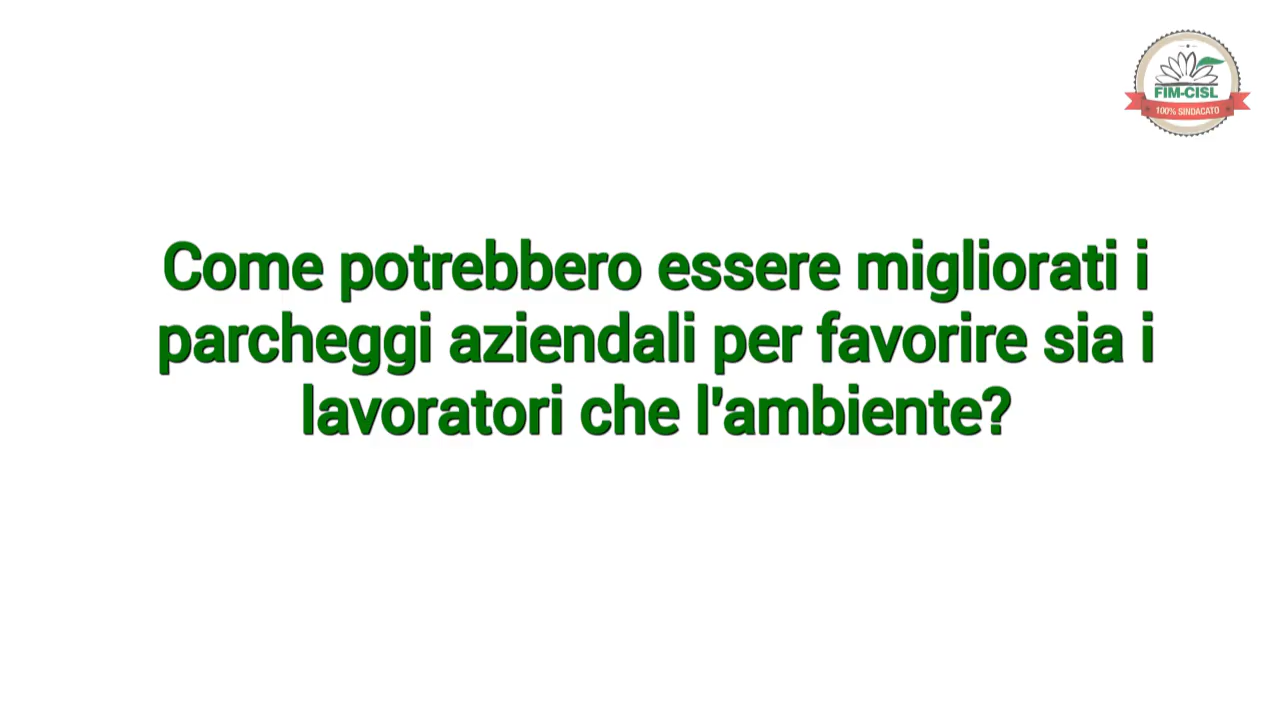 FIM-CISL
100% SINDACATO
Come potrebbero essere migliorati i
parcheggi aziendali per favorire sia i
lavoratori che l'ambiente?